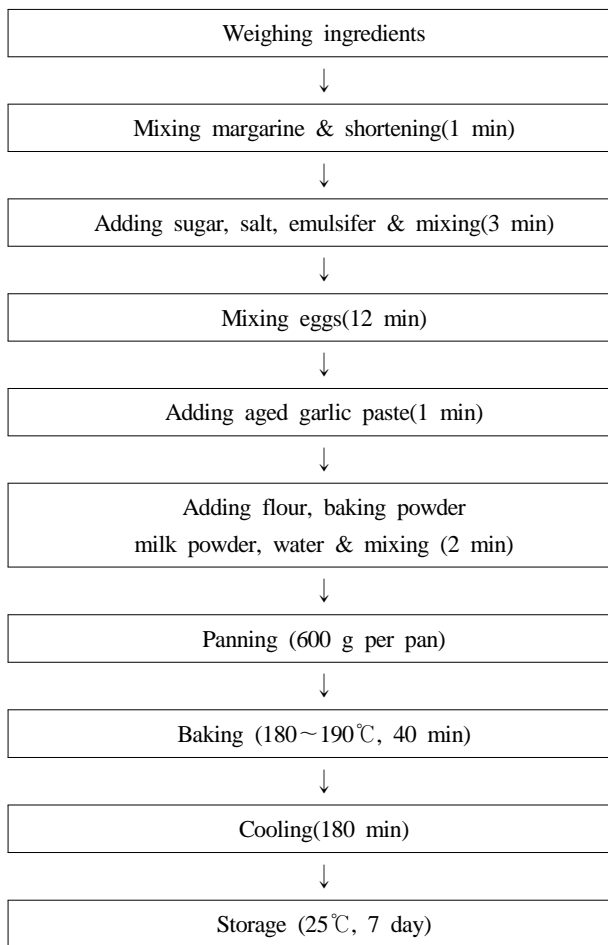 Weighing ingredients
↓
Mixing margarine & shortening(1 min)
↓
Adding sugar, salt, emulsifer & mixing(3 min)
↓
Mixing eggs(12 min)
↓
Adding aged garlic paste(1 min)
↓
Adding flour, baking powder
milk powder, water & mixing (2 min)
↓
Panning (600 g per pan)
↓
Baking (180∼190℃, 40 min)
↓
Cooling(180 min)
↓
Storage (25℃, 7 day)